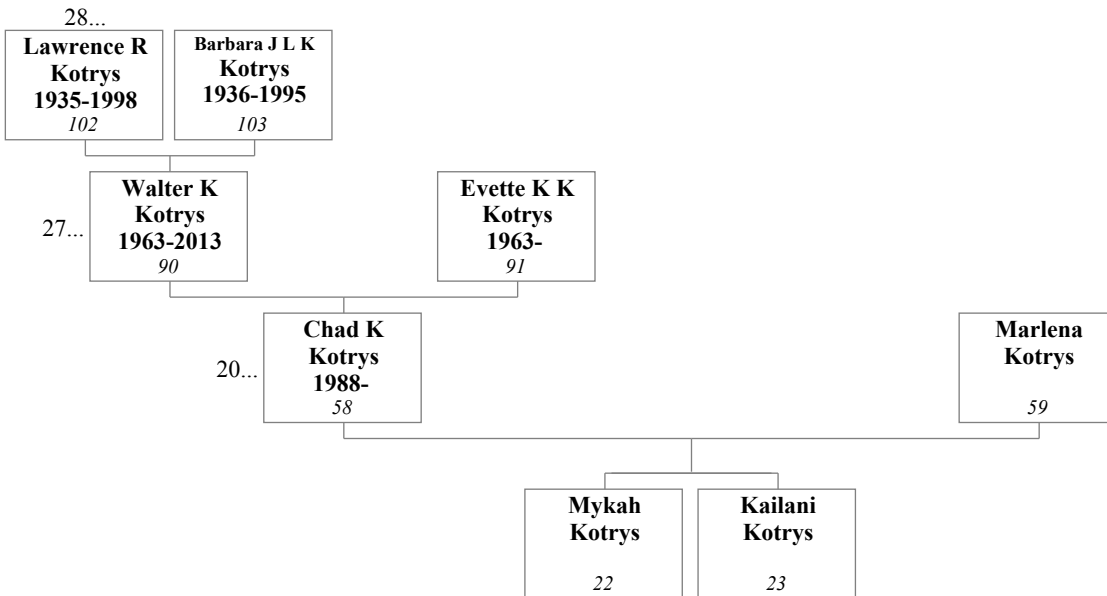 28...
Lawrence R
Kotrys
1935-1998
102
Barbara J L K
Kotrys
1936-1995
103
27...
Walter K
Kotrys
1963-2013
90
Evette K K
Kotrys
1963-
91
20...
Chad K
Kotrys
1988-
58
Marlena
Kotrys
59
Mykah
Kotrys
22
Kailani
Kotrys
23